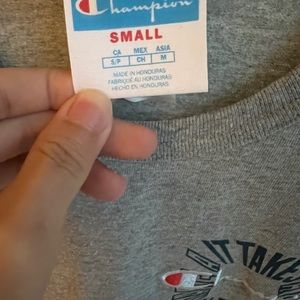 Champion
SMALL
CA MEX ASIA
S/P CH M
MADE IN HONDURAS
FABRIQUÉ AU HONDURAS
HECHO EN HONDURAS
IT TAKE